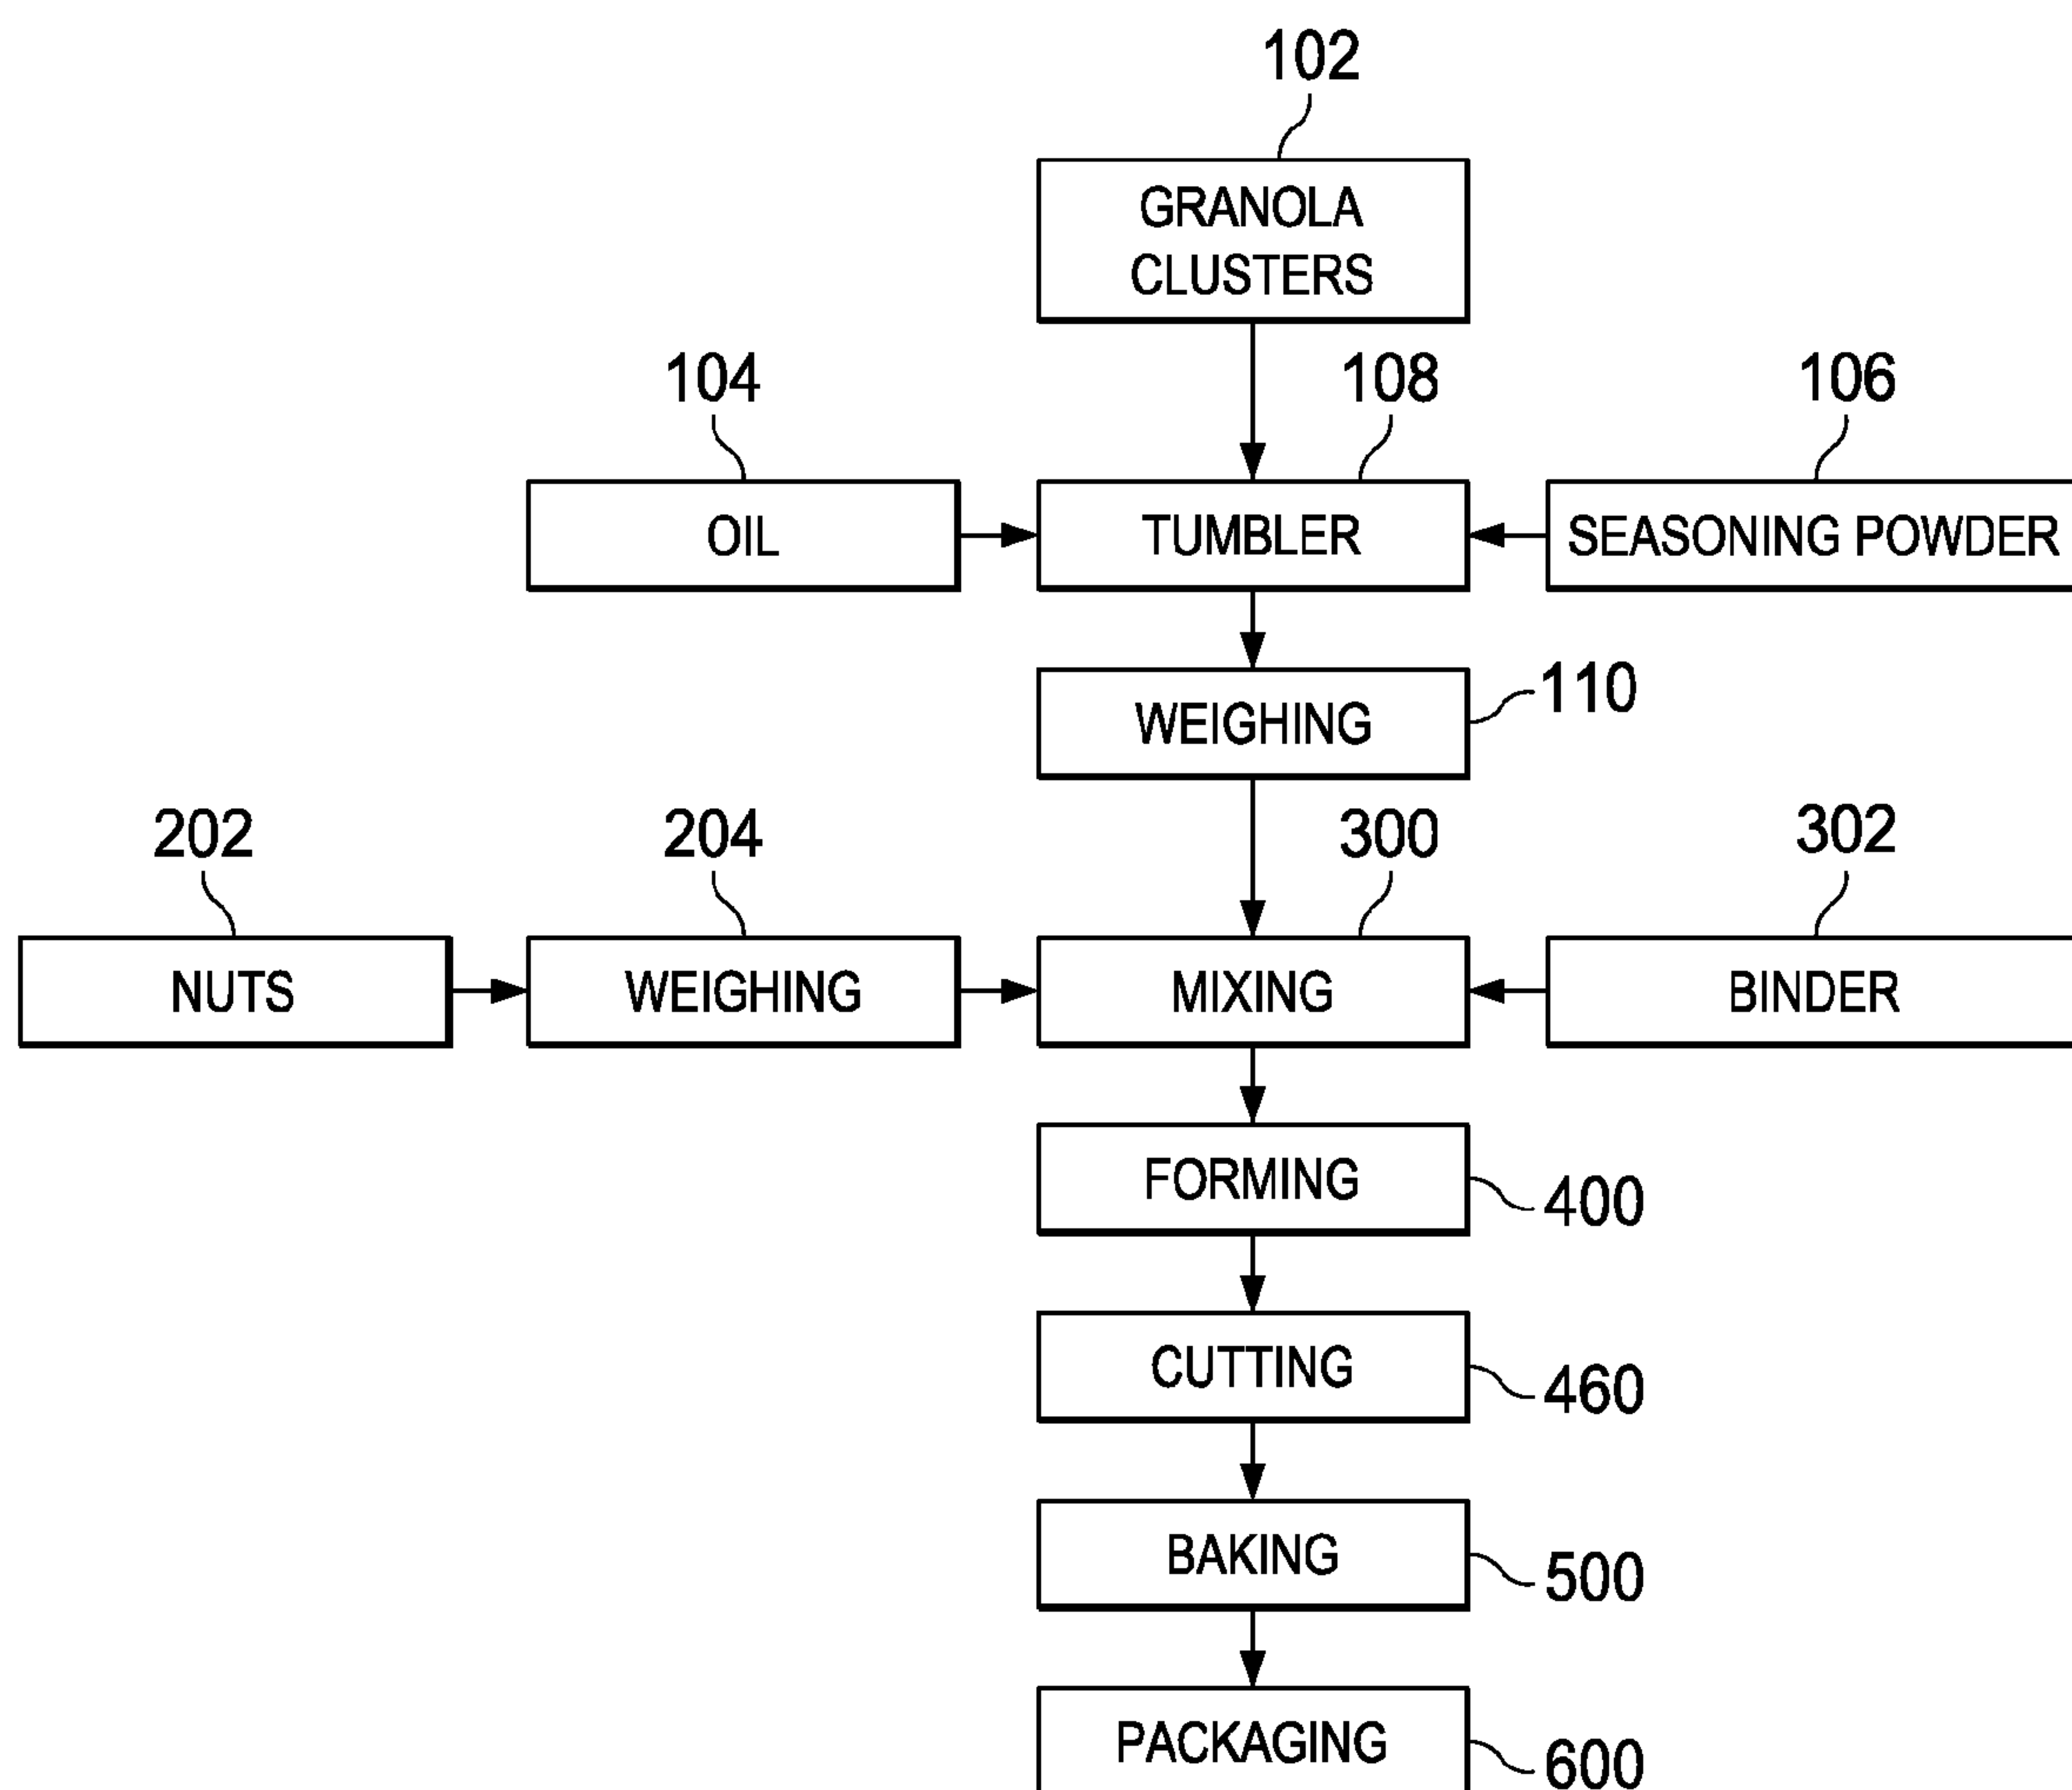 102
GRANOLA
CLUSTERS
104
108
106
OIL
TUMBLER
SEASONING POWDER
WEIGHING
110
202
204
300
302
NUTS
WEIGHING
MIXING
BINDER
FORMING
400
CUTTING
460
BAKING
500
PACKAGING
600